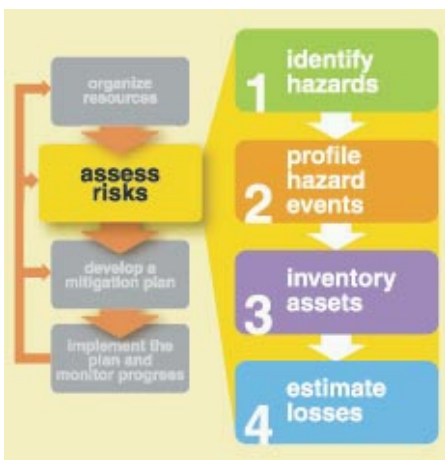 organize
resources
assess
risks
develop a
mitigation plan
implement the
plan and
monitor progress
1
identify
hazards
2
profile
hazard
events
3
inventory
assets
4
estimate
losses